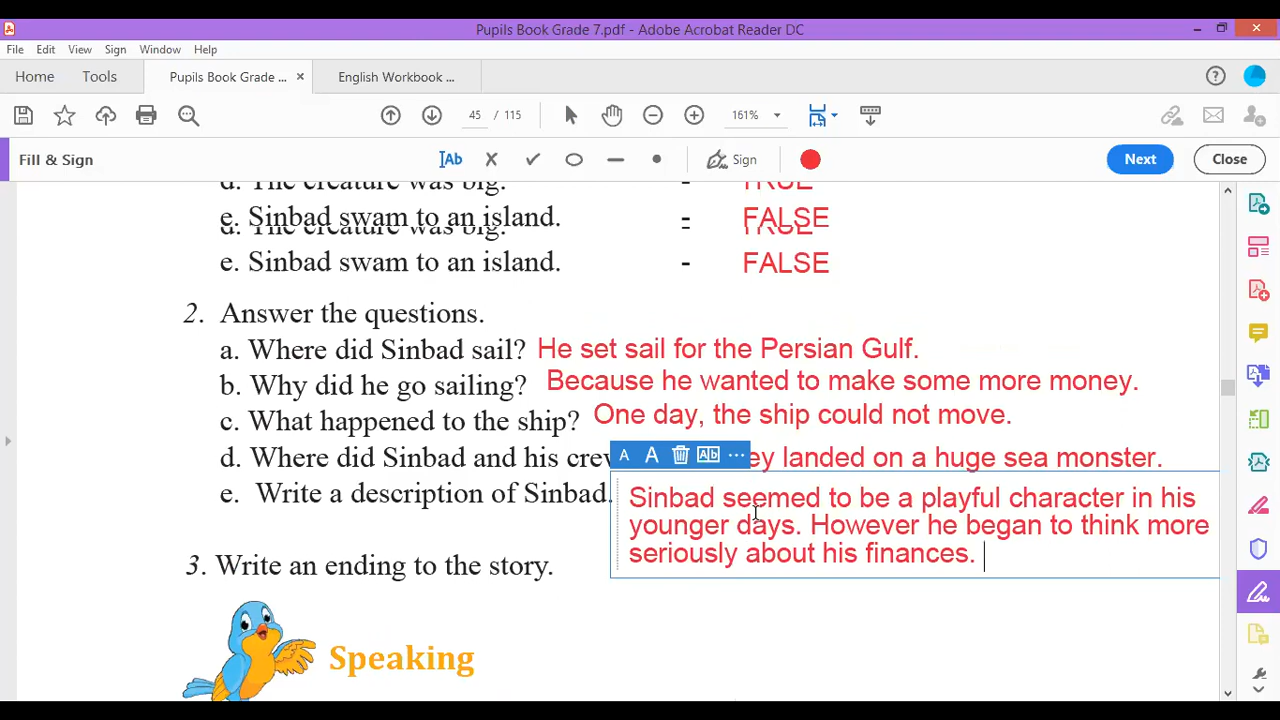 Pupils Book Grade 7.pdf - Adobe Acrobat Reader DC
File Edit View Sign Window Help
Home Tools Pupils Book Grade ... × English Workbook ...
45 / 115 161%
Fill & Sign Ab Sign Next Close
d. The creature was big. - TRUE
e. Sinbad swam to an island. - FALSE
d. The creature was big. - TRUE
e. Sinbad swam to an island. - FALSE
2. Answer the questions.
a. Where did Sinbad sail? He set sail for the Persian Gulf.
b. Why did he go sailing? Because he wanted to make some more money.
c. What happened to the ship? One day, the ship could not move.
A A Ab ...
d. Where did Sinbad and his crew ey landed on a huge sea monster.
e. Write a description of Sinbad. Sinbad seemed to be a playful character in his
younger days. However he began to think more
seriously about his finances.
3. Write an ending to the story.
Speaking